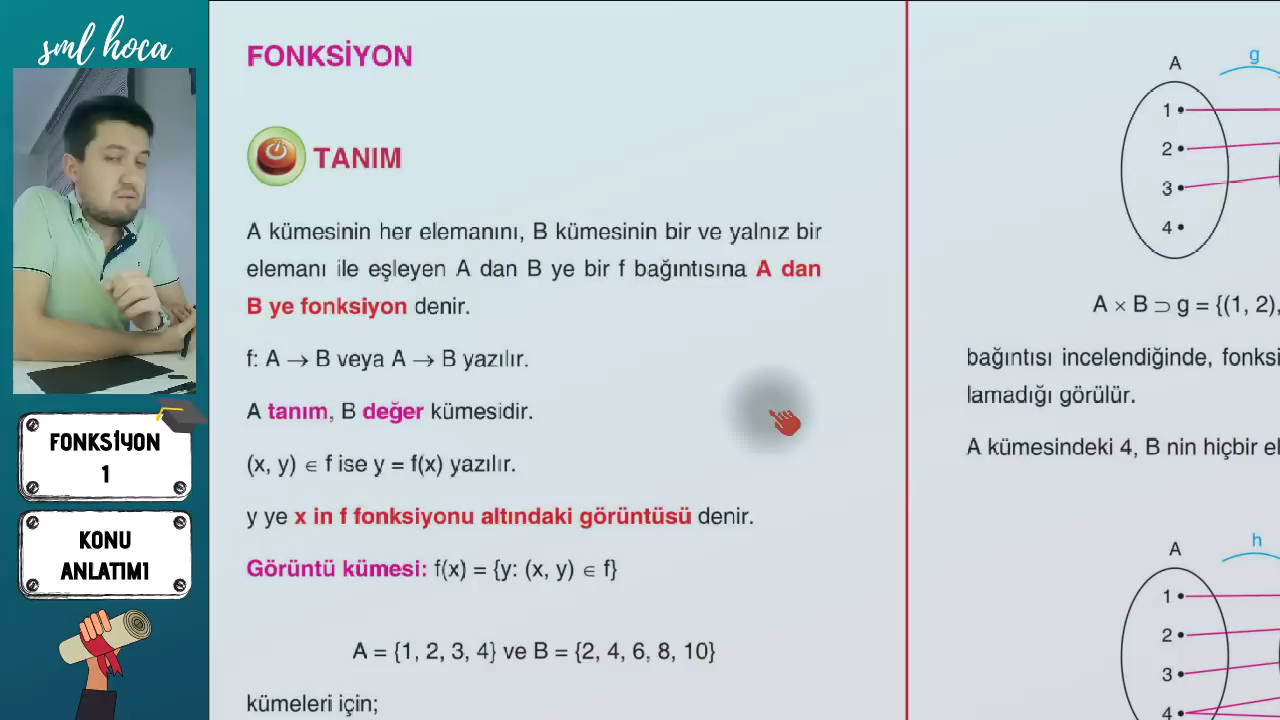 sml hoca
FONKSİYON
1
KONU
ANLATIMI
FONKSİYON
TANIM
A kümesinin her elemanını, B kümesinin bir ve yalnız bir
elemanı ile eşleyen A dan B ye bir f bağıntısına A dan
B ye fonksiyon denir.
f: A → B veya A → B yazılır.
A tanım, B değer kümesidir.
(x, y) ∈ f ise y = f(x) yazılır.
y ye x in f fonksiyonu altındaki görüntüsü denir.
Görüntü kümesi: f(x) = {y: (x, y) ∈ f}
A = {1, 2, 3, 4} ve B = {2, 4, 6, 8, 10}
kümeleri için;
A
g
1
2
3
4
A × B ⊃ g = {(1, 2),
bağıntısı incelendiğinde, fonksi
lamadığı görülür.
A kümesindeki 4, B nin hiçbir el
A
h
1
2
3
4